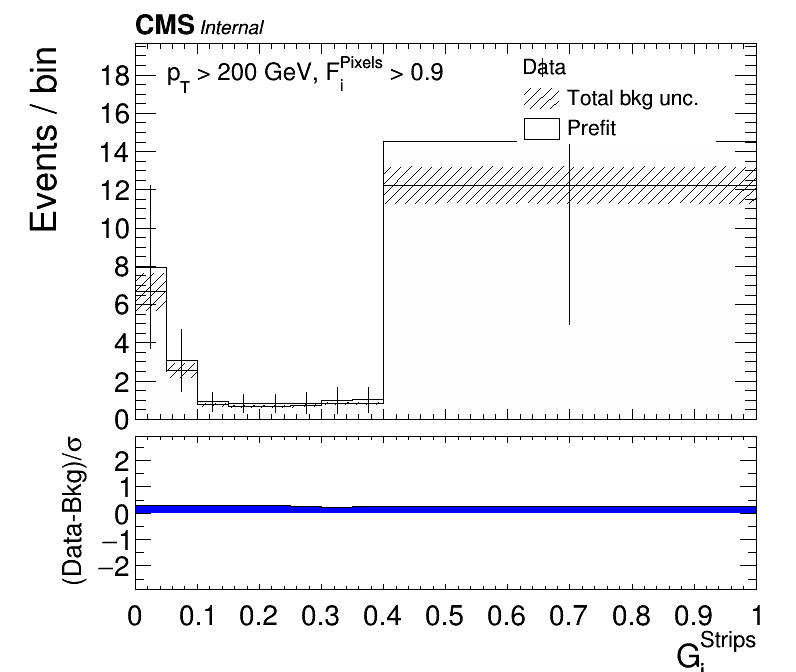 CMS Internal
Events / bin
p_T > 200 GeV, F_i^Pixels > 0.9
Data
Total bkg unc.
Prefit
18
16
14
12
10
8
6
4
2
0
(Data-Bkg)/σ
2
1
0
−1
−2
0 0.1 0.2 0.3 0.4 0.5 0.6 0.7 0.8 0.9 1
G_i^Strips